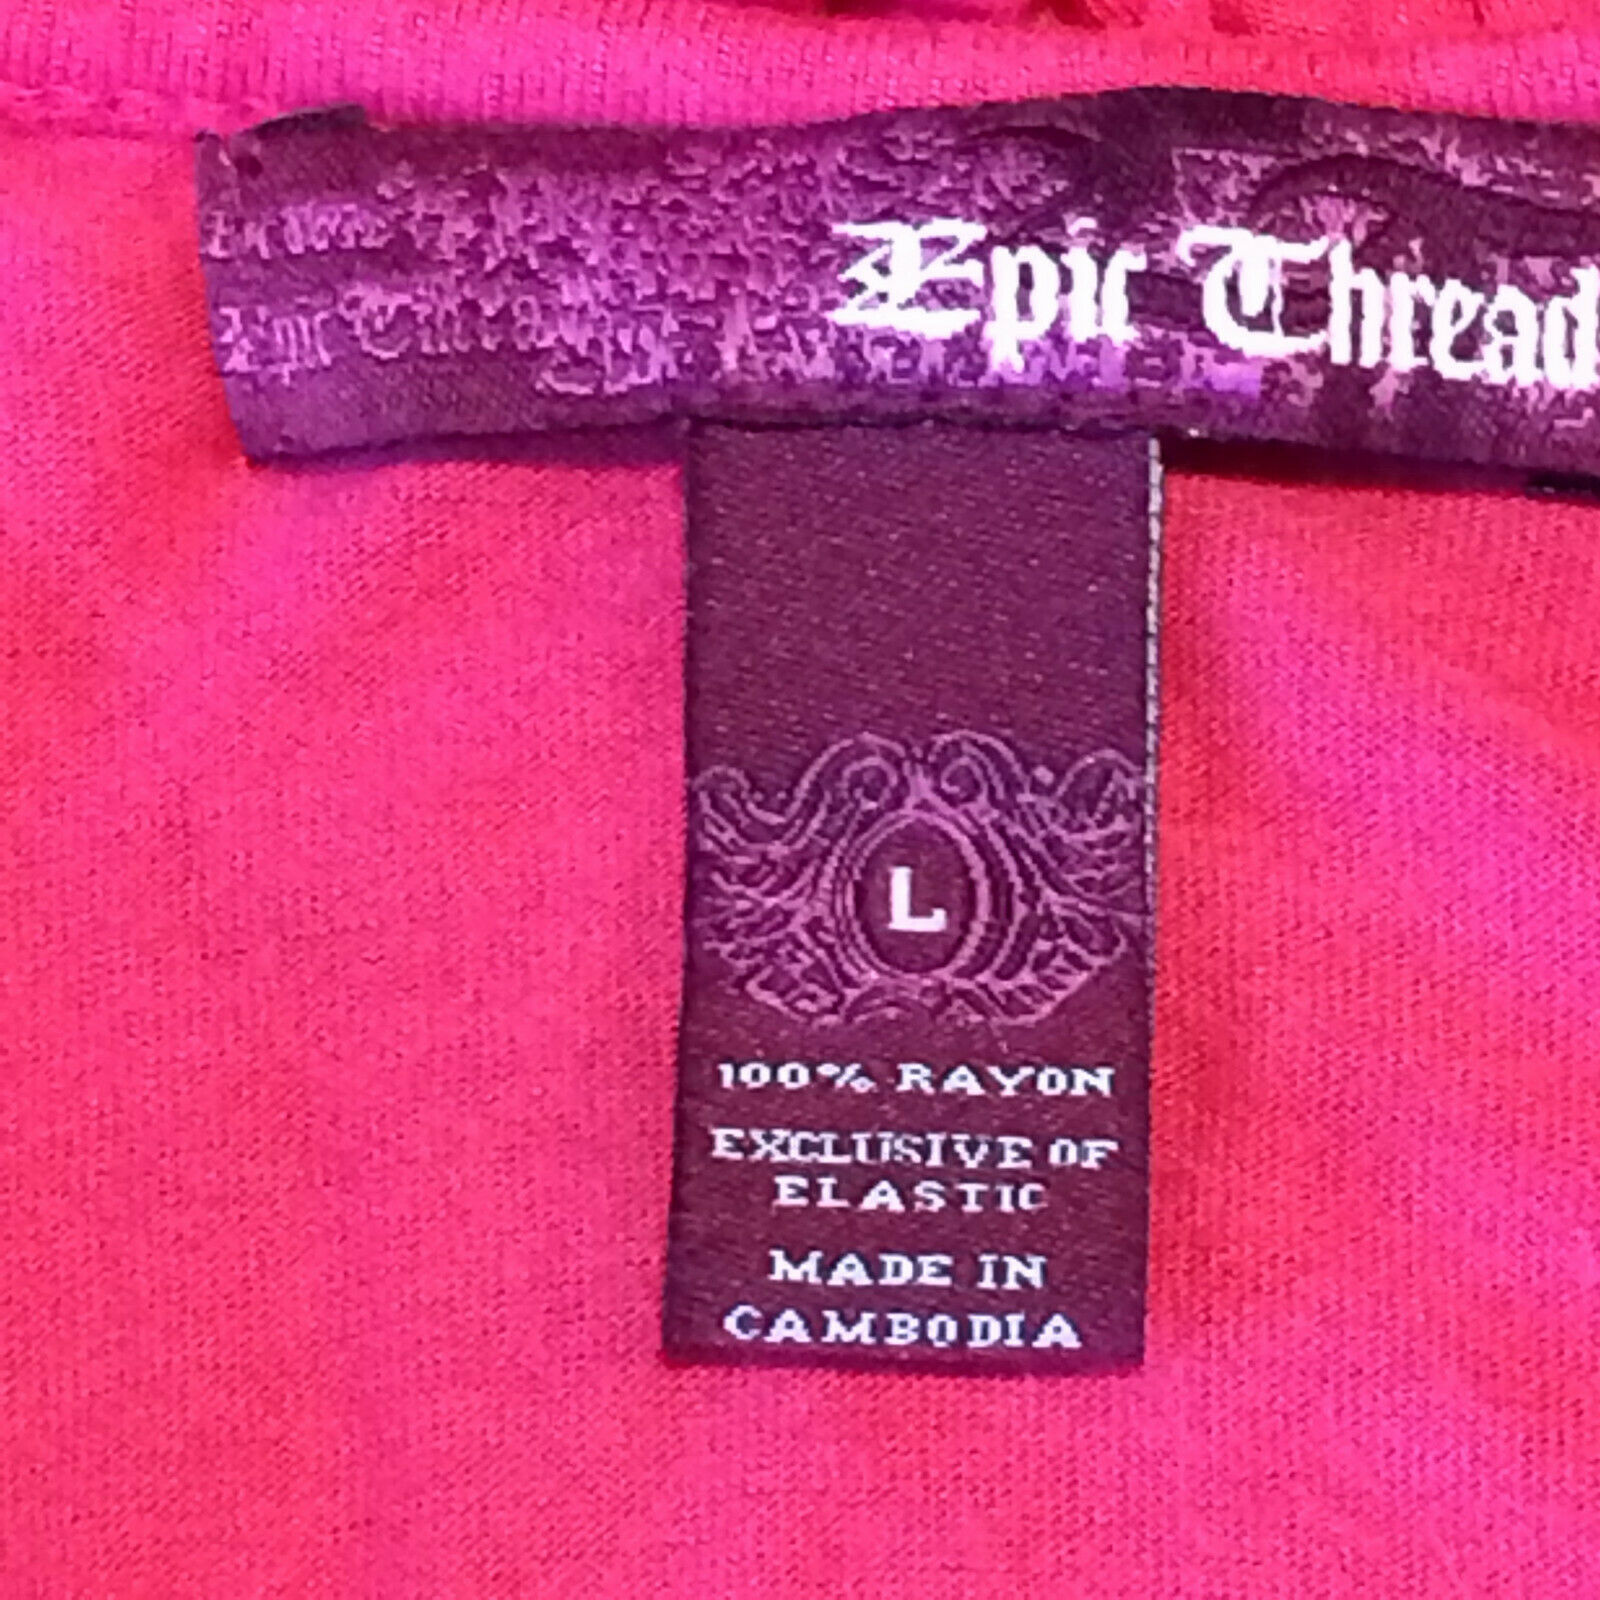 Epic Thread
L
100% RAYON
EXCLUSIVE OF
ELASTIC
MADE IN
CAMBODIA